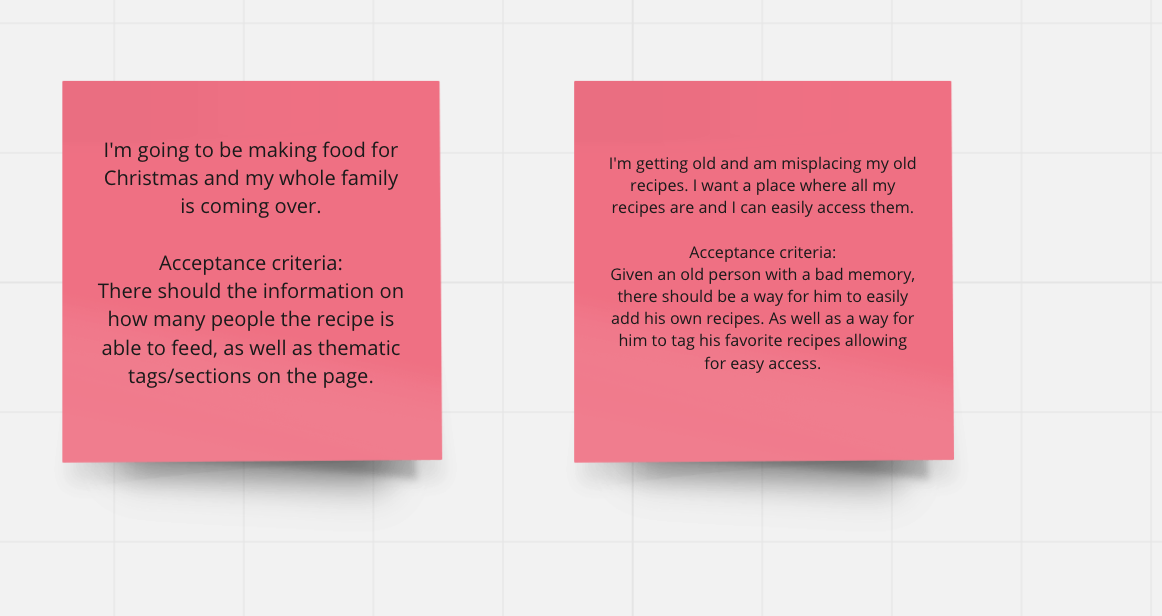 I'm going to be making food for
Christmas and my whole family
is coming over.
Acceptance criteria:
There should the information on
how many people the recipe is
able to feed, as well as thematic
tags/sections on the page.
I'm getting old and am misplacing my old
recipes. I want a place where all my
recipes are and I can easily access them.
Acceptance criteria:
Given an old person with a bad memory,
there should be a way for him to easily
add his own recipes. As well as a way for
him to tag his favorite recipes allowing
for easy access.